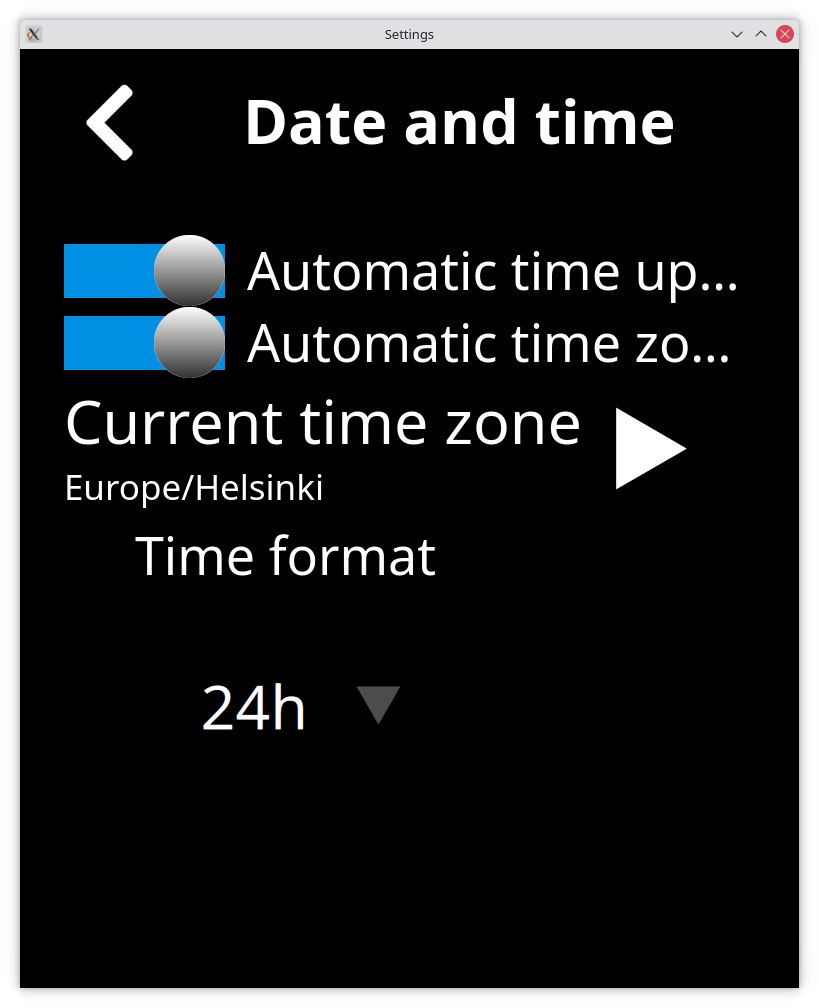 Settings
Date and time
Automatic time up...
Automatic time zo...
Current time zone
Europe/Helsinki
Time format
24h